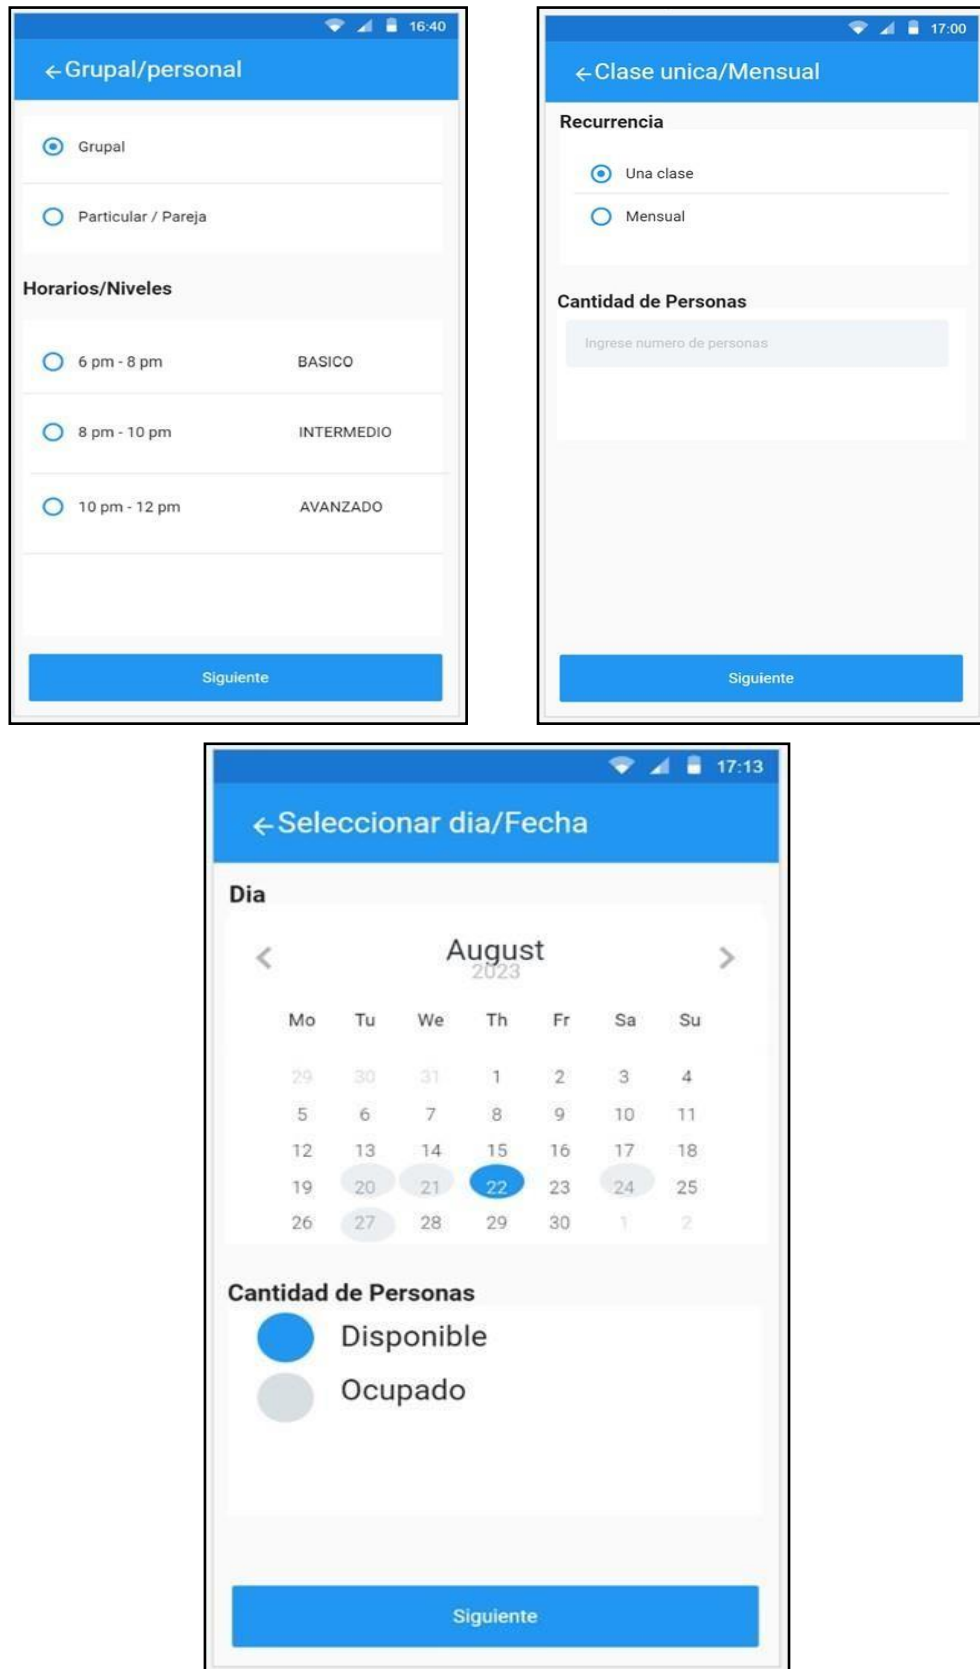 16:40
←Grupal/personal
Grupal
Particular / Pareja
Horarios/Niveles
6 pm - 8 pm BASICO
8 pm - 10 pm INTERMEDIO
10 pm - 12 pm AVANZADO
Siguiente
17:00
←Clase unica/Mensual
Recurrencia
Una clase
Mensual
Cantidad de Personas
Ingrese numero de personas
Siguiente
17:13
←Seleccionar dia/Fecha
Dia
August
2023
Mo Tu We Th Fr Sa Su
29 30 31 1 2 3 4
5 6 7 8 9 10 11
12 13 14 15 16 17 18
19 20 21 22 23 24 25
26 27 28 29 30 1 2
Cantidad de Personas
Disponible
Ocupado
Siguiente